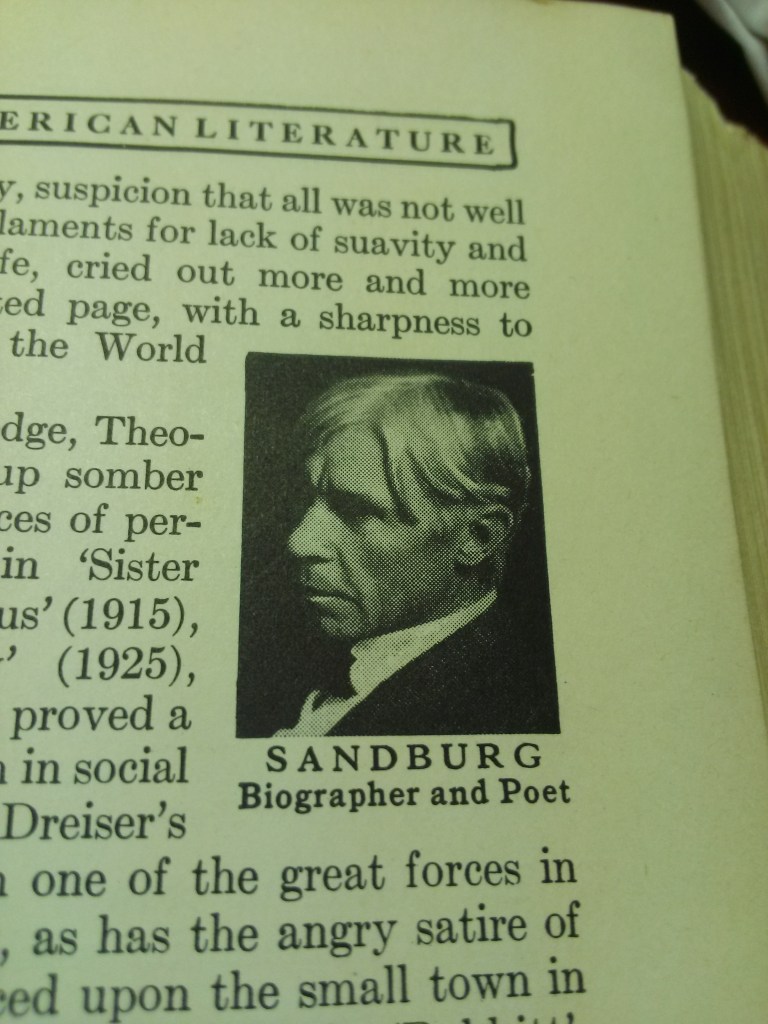 ERICAN LITERATURE
y, suspicion that all was not well
laments for lack of suavity and
fe, cried out more and more
ted page, with a sharpness to
the World
dge, Theo-
up somber
ces of per-
in ‘Sister
us’ (1915),
’ (1925),
proved a
n in social
Dreiser's
SANDBURG
Biographer and Poet
n one of the great forces in
, as has the angry satire of
ced upon the small town in